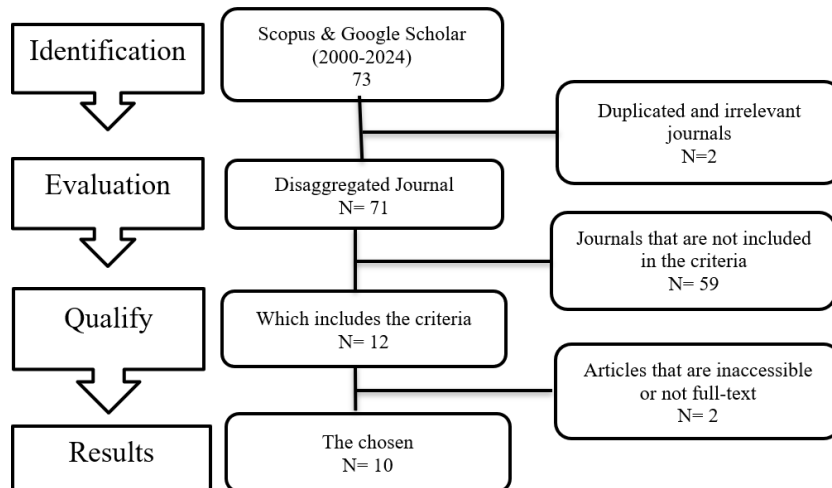 Identification
Scopus & Google Scholar
(2000-2024)
73
Duplicated and irrelevant
journals
N=2
Evaluation
Disaggregated Journal
N= 71
Journals that are not included
in the criteria
N= 59
Qualify
Which includes the criteria
N= 12
Articles that are inaccessible
or not full-text
N= 2
Results
The chosen
N= 10